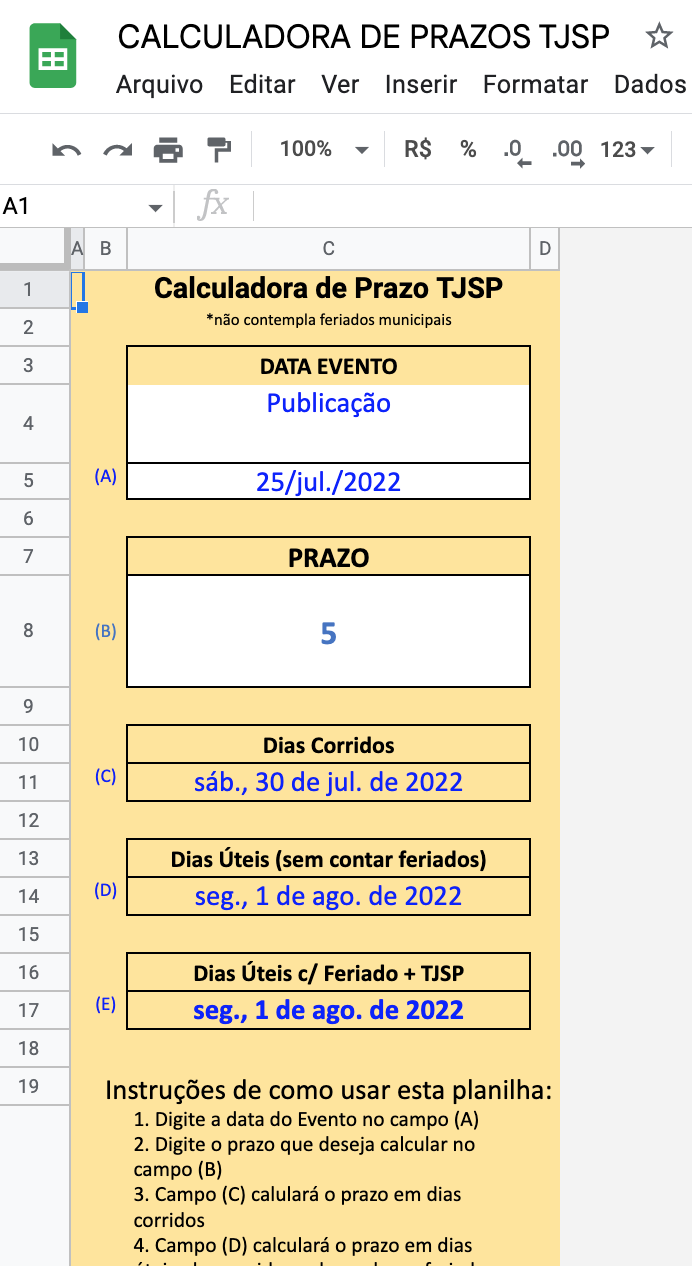 CALCULADORA DE PRAZOS TJSP
Arquivo Editar Ver Inserir Formatar Dados
100% R$ % .0 .00 123
A1 fx
A B C D
1 Calculadora de Prazo TJSP
2 *não contempla feriados municipais
3 DATA EVENTO
4 Publicação
5 (A) 25/jul./2022
6
7 PRAZO
8 (B) 5
9
10 Dias Corridos
11 (C) sáb., 30 de jul. de 2022
12
13 Dias Úteis (sem contar feriados)
14 (D) seg., 1 de ago. de 2022
15
16 Dias Úteis c/ Feriado + TJSP
17 (E) seg., 1 de ago. de 2022
18
19 Instruções de como usar esta planilha:
1. Digite a data do Evento no campo (A)
2. Digite o prazo que deseja calcular no
campo (B)
3. Campo (C) calulará o prazo em dias
corridos
4. Campo (D) calculará o prazo em dias